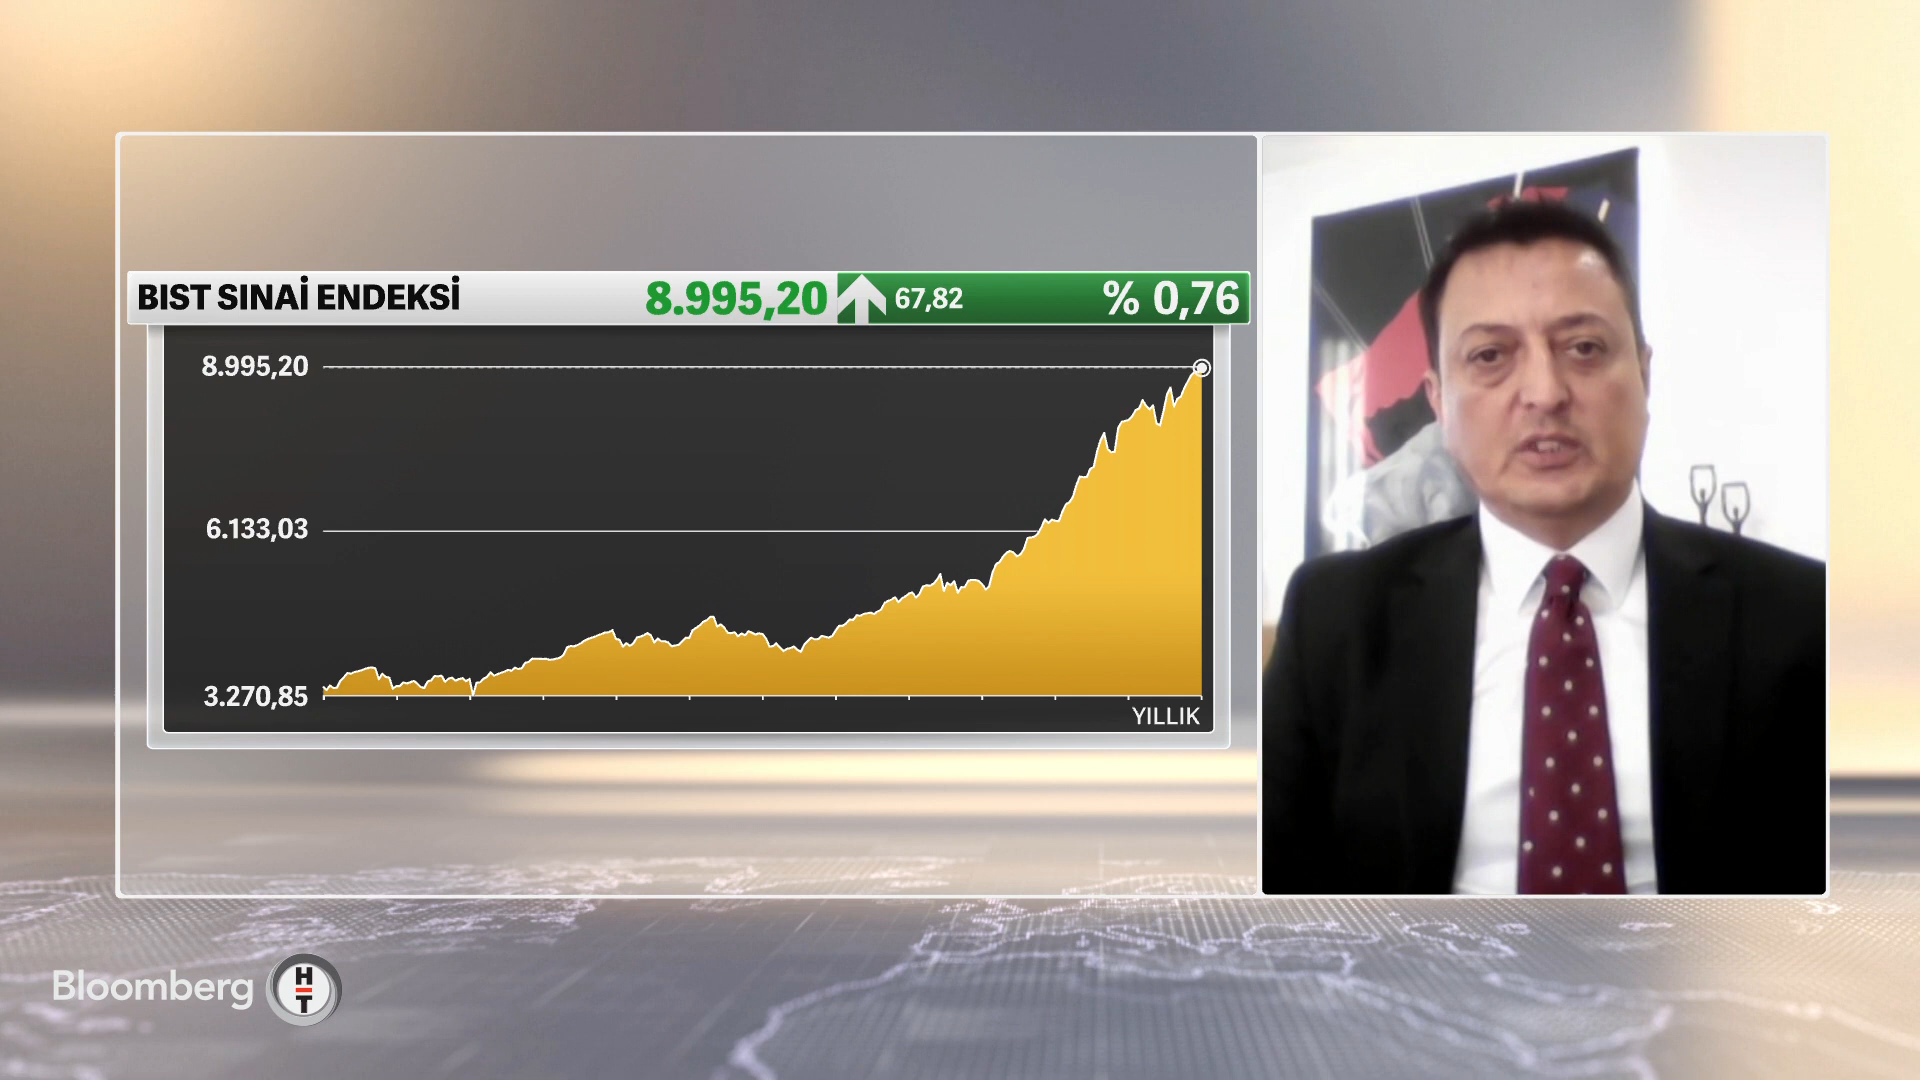 BIST SINAİ ENDEKSİ 8.995,20 67,82 % 0,76
8.995,20
6.133,03
3.270,85
YILLIK
Bloomberg HT